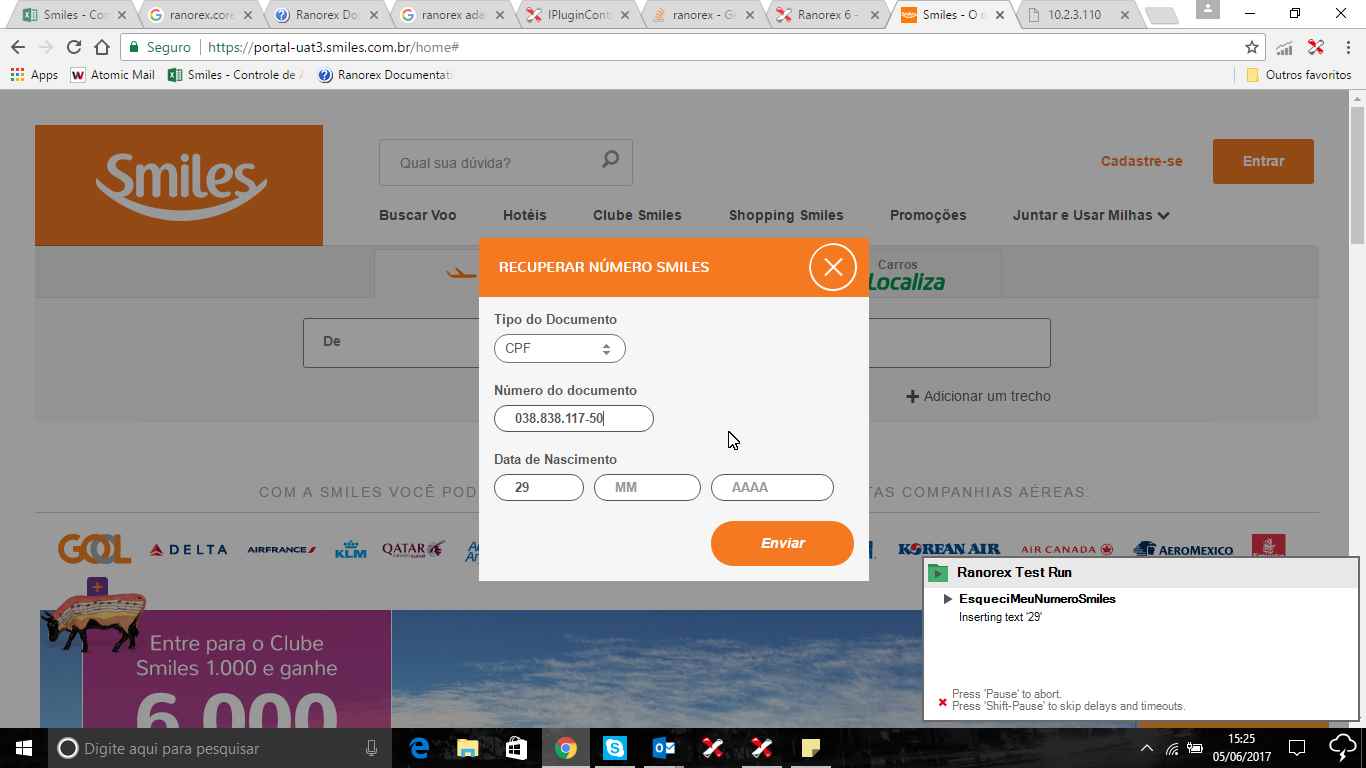 Smiles - Con
ranorex.core
Ranorex Do
ranorex ada
IPluginCont
ranorex - Ge
Ranorex 6 -
Smiles - O
10.2.3.110
Seguro
https://portal-uat3.smiles.com.br/home#
Apps
Atomic Mail
Smiles - Controle de
Ranorex Documentat
Outros favoritos
Smiles
Qual sua dúvida?
Cadastre-se
Entrar
Buscar Voo
Hotéis
Clube Smiles
Shopping Smiles
Promoções
Juntar e Usar Milhas
RECUPERAR NÚMERO SMILES
Carros
Localiza
Tipo do Documento
De
CPF
Número do documento
Adicionar um trecho
038.838.117-50
Data de Nascimento
29
MM
AAAA
COM A SMILES VOCÊ POD
TAS COMPANHIAS AÉREAS:
Enviar
GOL
DELTA
AIRFRANCE
KLM
QATAR
KOREAN AIR
AIR CANADA
AEROMEXICO
Ranorex Test Run
EsqueciMeuNumeroSmiles
Inserting text '29'
Entre para o Clube
Smiles 1.000 e ganhe
6.000
Press 'Pause' to abort.
Press 'Shift-Pause' to skip delays and timeouts.
Digite aqui para pesquisar
15:25
05/06/2017